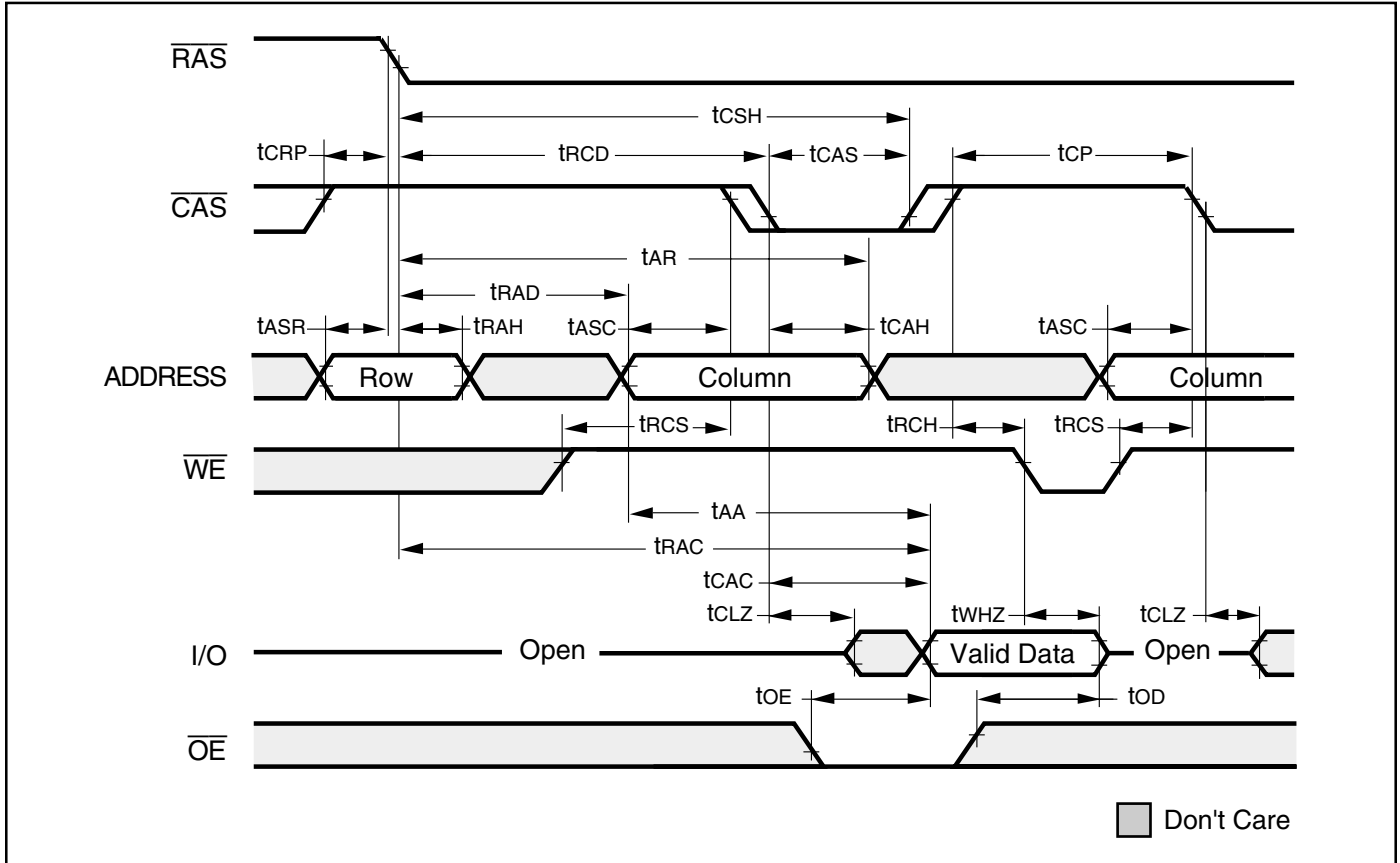 RAS
tCSH
tCRP tRCD tCAS tCP
CAS
tAR
tRAD
tASR tRAH tASC tCAH tASC
ADDRESS Row Column Column
tRCS tRCH tRCS
WE
tAA
tRAC
tCAC
tCLZ tWHZ tCLZ
I/O Open Valid Data Open
tOE tOD
OE
Don't Care